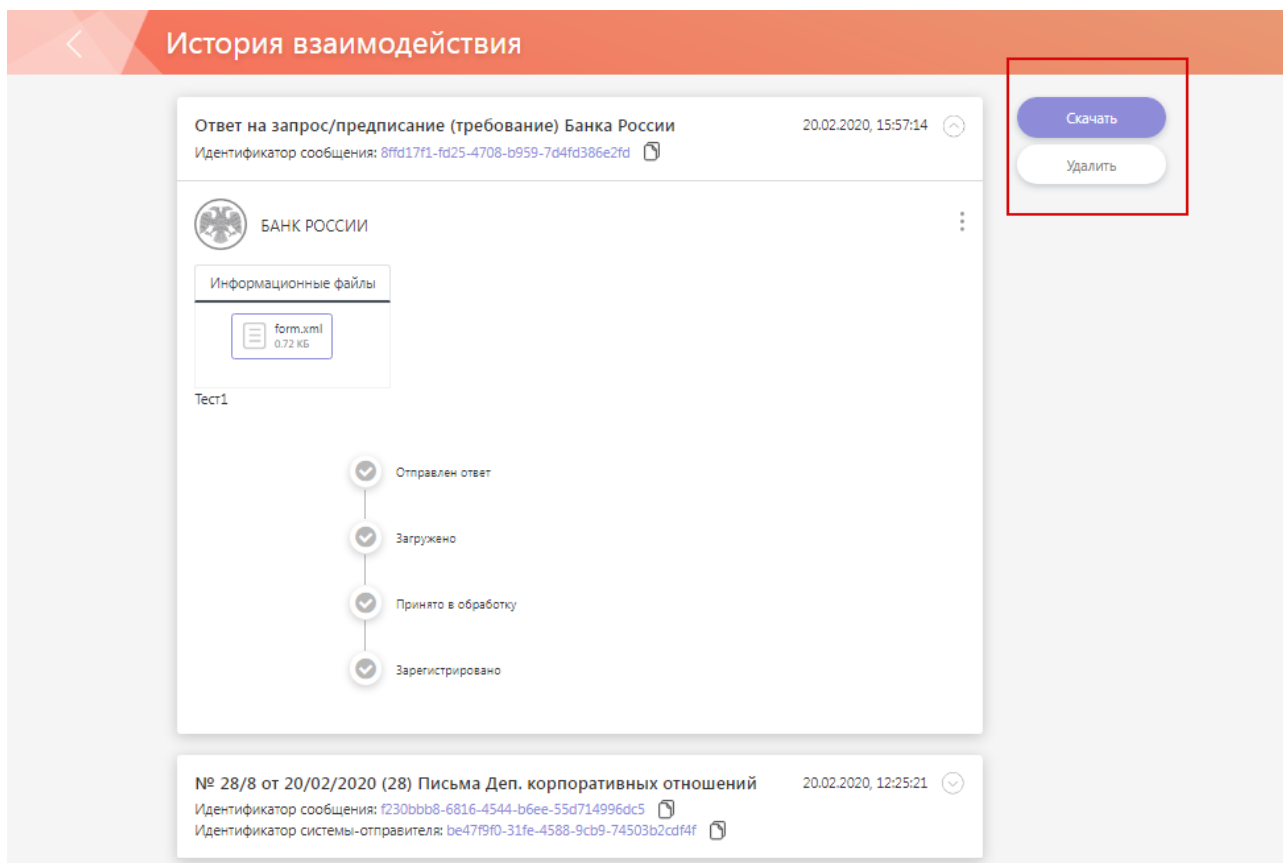 История взаимодействия
Ответ на запрос/предписание (требование) Банка России
20.02.2020, 15:57:14
Идентификатор сообщения: 8ffd17f1-fd25-4708-b959-7d4fd386e2fd
Скачать
Удалить
БАНК РОССИИ
Информационные файлы
form.xml
0.72 КБ
Тест1
Отправлен ответ
Загружено
Принято в обработку
Зарегистрировано
№ 28/8 от 20/02/2020 (28) Письма Деп. корпоративных отношений
20.02.2020, 12:25:21
Идентификатор сообщения: f230bbb8-6816-4544-b6ee-55d714996dc5
Идентификатор системы-отправителя: be47f9f0-31fe-4588-9cb9-74503b2cdf4f